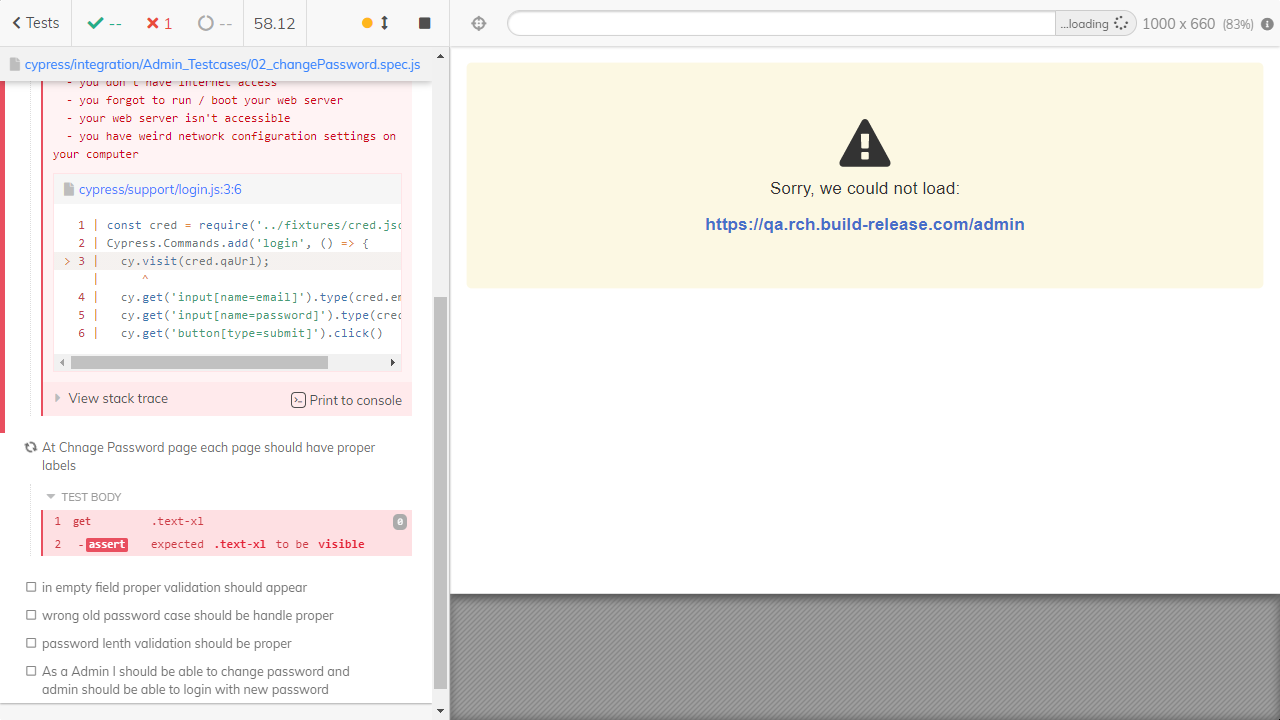 Tests
--
1
--
58.12
...loading
1000 x 660 (83%)
cypress/integration/Admin_Testcases/02_changePassword.spec.js
- you don't have internet access
- you forgot to run / boot your web server
- your web server isn't accessible
- you have weird network configuration settings on
your computer
cypress/support/login.js:3:6
1 | const cred = require('../fixtures/cred.jsc
2 | Cypress.Commands.add('login', () => {
> 3 | cy.visit(cred.qaUrl);
| ^
4 | cy.get('input[name=email]').type(cred.em
5 | cy.get('input[name=password]').type(cred
6 | cy.get('button[type=submit]').click()
View stack trace
Print to console
At Chnage Password page each page should have proper
labels
TEST BODY
1 get .text-xl 0
2 -assert expected .text-xl to be visible
in empty field proper validation should appear
wrong old password case should be handle proper
password lenth validation should be proper
As a Admin I should be able to change password and
admin should be able to login with new password
Sorry, we could not load:
https://qa.rch.build-release.com/admin